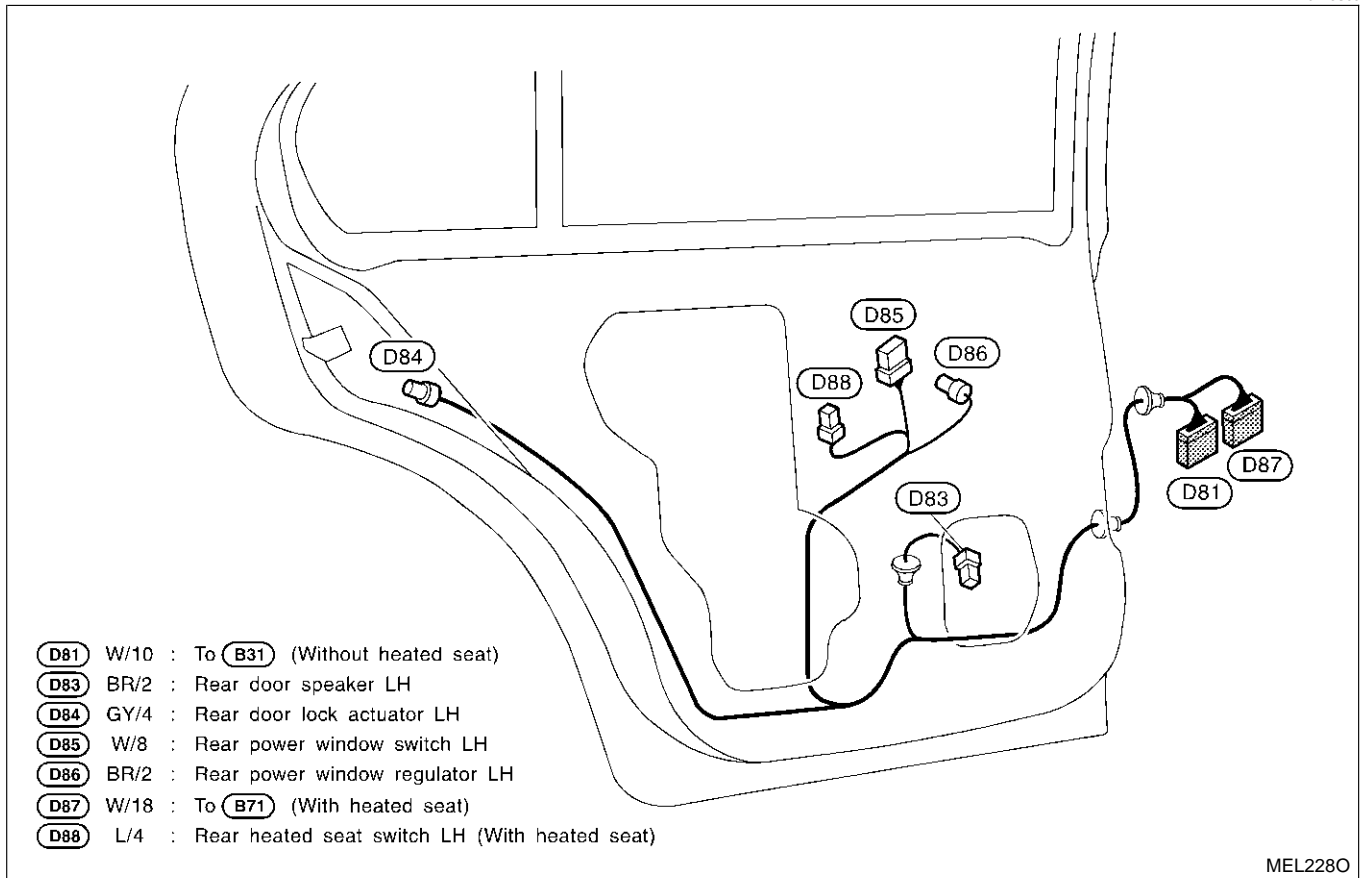 D85
D86
D84
D88
D87
D81
D83
D81 W/10 : To B31 (Without heated seat)
D83 BR/2 : Rear door speaker LH
D84 GY/4 : Rear door lock actuator LH
D85 W/8 : Rear power window switch LH
D86 BR/2 : Rear power window regulator LH
D87 W/18 : To B71 (With heated seat)
D88 L/4 : Rear heated seat switch LH (With heated seat)
MEL228O